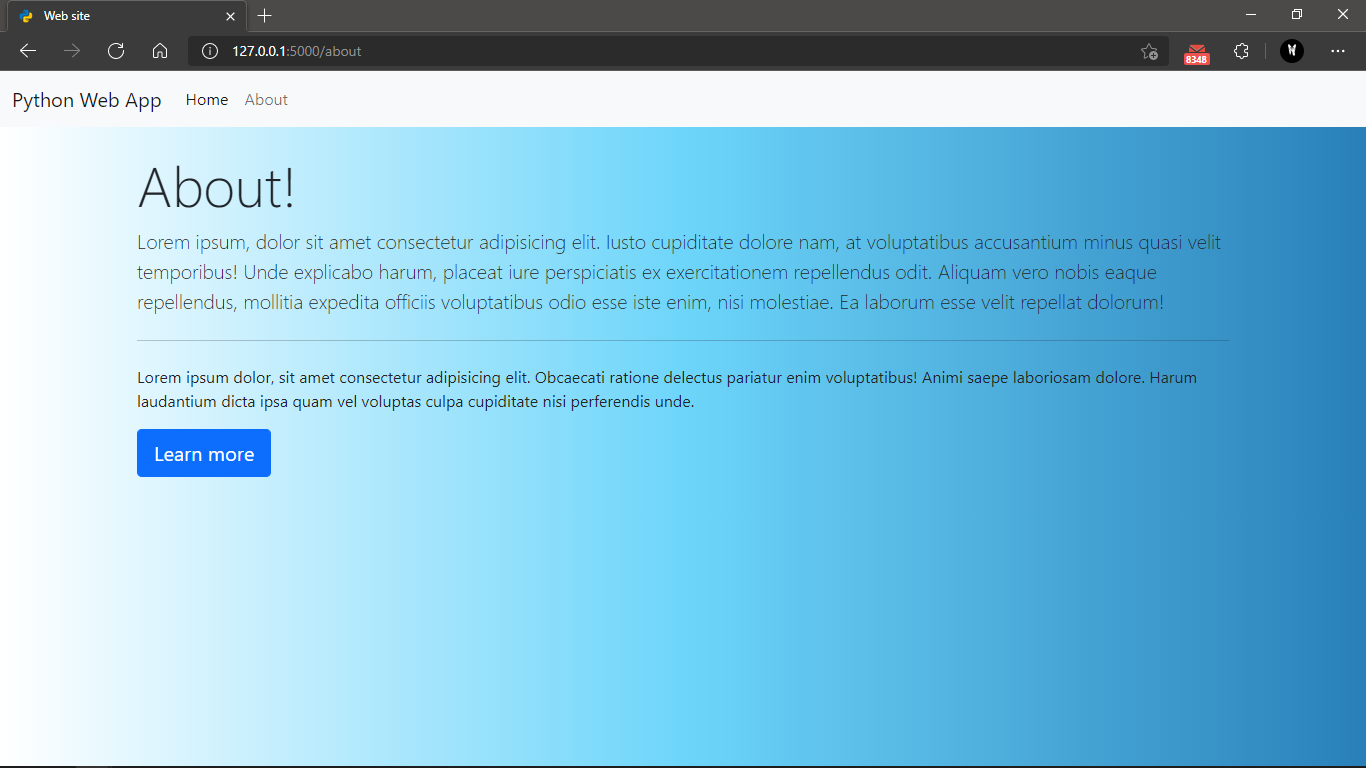 Web site
127.0.0.1:5000/about
8348
Python Web App Home About
About!
Lorem ipsum, dolor sit amet consectetur adipisicing elit. Iusto cupiditate dolore nam, at voluptatibus accusantium minus quasi velit
temporibus! Unde explicabo harum, placeat iure perspiciatis ex exercitationem repellendus odit. Aliquam vero nobis eaque
repellendus, mollitia expedita officiis voluptatibus odio esse iste enim, nisi molestiae. Ea laborum esse velit repellat dolorum!
Lorem ipsum dolor, sit amet consectetur adipisicing elit. Obcaecati ratione delectus pariatur enim voluptatibus! Animi saepe laboriosam dolore. Harum
laudantium dicta ipsa quam vel voluptas culpa cupiditate nisi perferendis unde.
Learn more